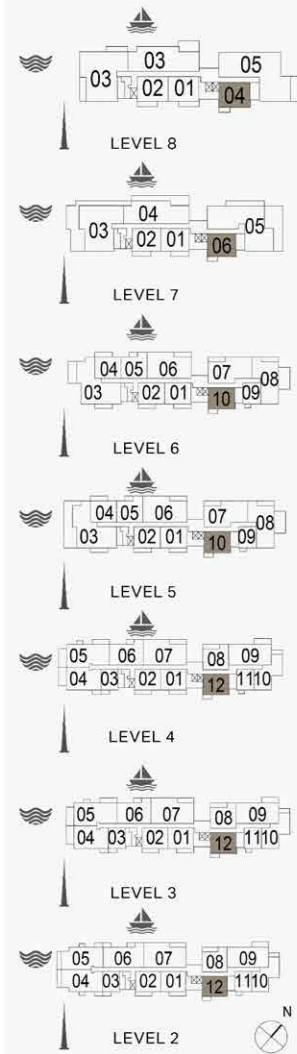 03 05
03 02 01 04
LEVEL 8
04
03 02 01 06 05
LEVEL 7
04 05 06 07 08
03 02 01 10 09
LEVEL 6
04 05 06 07 08
03 02 01 10 09
LEVEL 5
05 06 07 08 09
04 03 02 01 12 11 10
LEVEL 4
05 06 07 08 09
04 03 02 01 12 11 10
LEVEL 3
05 06 07 08 09
04 03 02 01 12 11 10
LEVEL 2
N